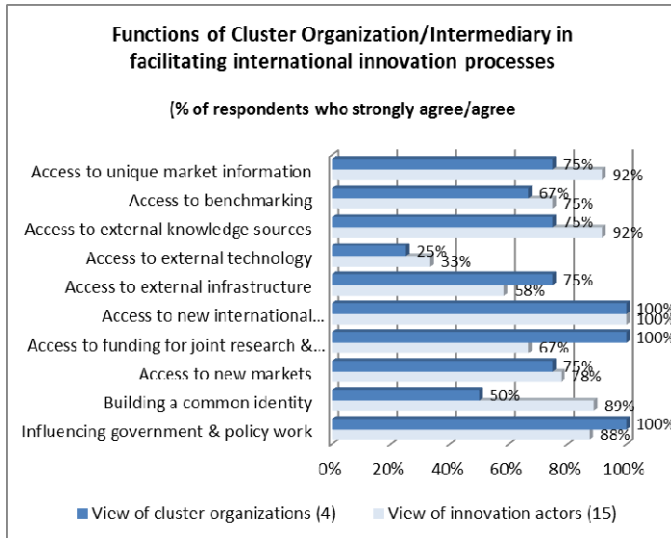 Functions of Cluster Organization/Intermediary in
facilitating international innovation processes
(% of respondents who strongly agree/agree
Access to unique market information
75%
92%
Access to benchmarking
67%
75%
Access to external knowledge sources
75%
92%
Access to external technology
25%
33%
Access to external infrastructure
75%
58%
Access to new international...
100%
100%
Access to funding for joint research &...
100%
67%
Access to new markets
75%
78%
Building a common identity
50%
89%
Influencing government & policy work
100%
88%
0% 20% 40% 60% 80% 100%
View of cluster organizations (4) View of innovation actors (15)